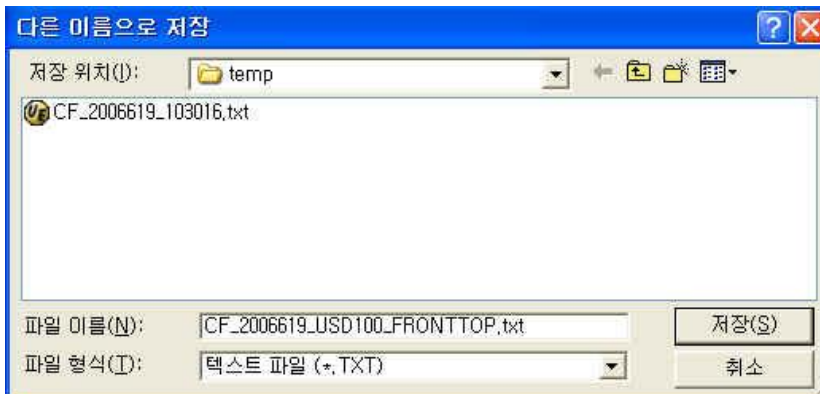 다른 이름으로 저장
저장 위치(I): temp
CF_2006619_103016.txt
파일 이름(N): CF_2006619_USD100_FRONTTOP.txt 저장(S)
파일 형식(T): 텍스트 파일 (*.TXT) 취소